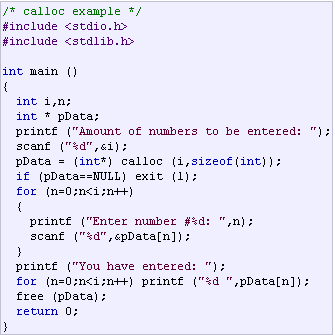 /* calloc example */
#include <stdio.h>
#include <stdlib.h>

int main ()
{
  int i,n;
  int * pData;
  printf ("Amount of numbers to be entered: ");
  scanf ("%d",&i);
  pData = (int*) calloc (i,sizeof(int));
  if (pData==NULL) exit (1);
  for (n=0;n<i;n++)
  {
    printf ("Enter number #%d: ",n);
    scanf ("%d",&pData[n]);
  }
  printf ("You have entered: ");
  for (n=0;n<i;n++) printf ("%d ",pData[n]);
  free (pData);
  return 0;
}